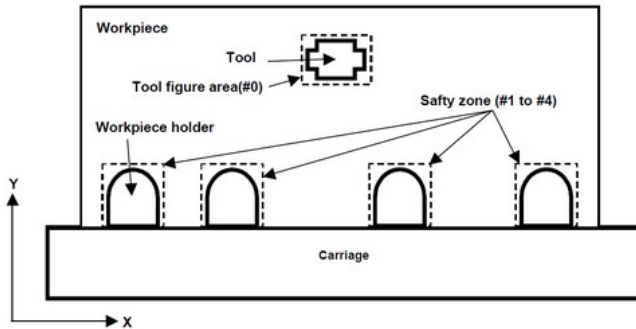 Workpiece
Tool
Tool figure area(#0)
Safty zone (#1 to #4)
Workpiece holder
Y
Carriage
X